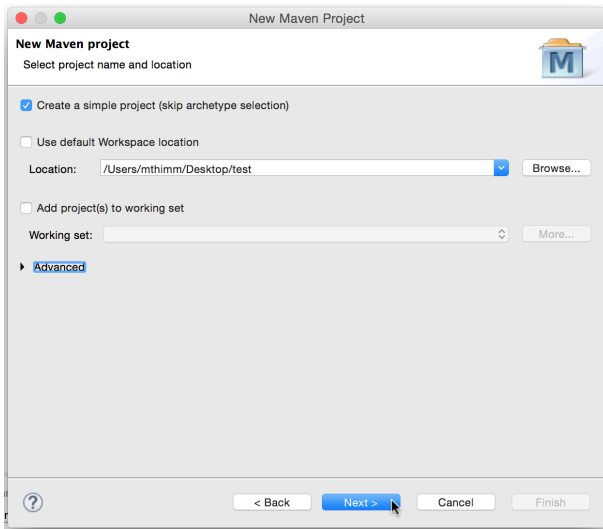 New Maven Project
New Maven project
Select project name and location
M
Create a simple project (skip archetype selection)
Use default Workspace location
Location: /Users/mthimm/Desktop/test Browse...
Add project(s) to working set
Working set: More...
Advanced
? < Back Next > Cancel Finish